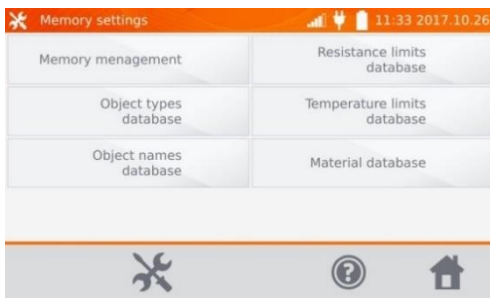 Memory settings
11:33 2017.10.26
Memory menagement
Resistance limits
database
Object types
database
Temperature limits
database
Object names
database
Material database
?